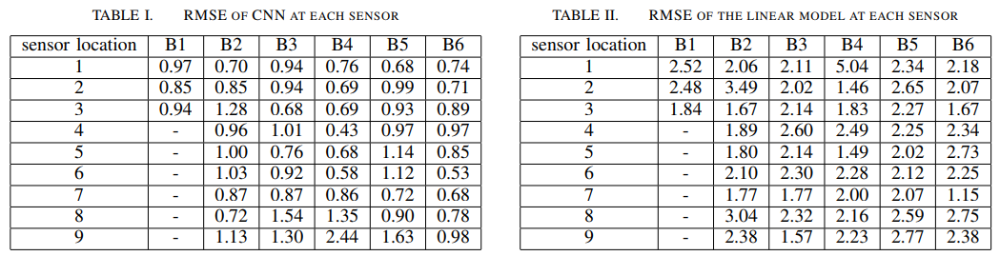 TABLE I. RMSE OF CNN AT EACH SENSOR
sensor location B1 B2 B3 B4 B5 B6
1 0.97 0.70 0.94 0.76 0.68 0.74
2 0.85 0.85 0.94 0.69 0.99 0.71
3 0.94 1.28 0.68 0.69 0.93 0.89
4 - 0.96 1.01 0.43 0.97 0.97
5 - 1.00 0.76 0.68 1.14 0.85
6 - 1.03 0.92 0.58 1.12 0.53
7 - 0.87 0.87 0.86 0.72 0.68
8 - 0.72 1.54 1.35 0.90 0.78
9 - 1.13 1.30 2.44 1.63 0.98
TABLE II. RMSE OF THE LINEAR MODEL AT EACH SENSOR
sensor location B1 B2 B3 B4 B5 B6
1 2.52 2.06 2.11 5.04 2.34 2.18
2 2.48 3.49 2.02 1.46 2.65 2.07
3 1.84 1.67 2.14 1.83 2.27 1.67
4 - 1.89 2.60 2.49 2.25 2.34
5 - 1.80 2.14 1.49 2.02 2.73
6 - 2.10 2.30 2.28 2.12 2.25
7 - 1.77 1.77 2.00 2.07 1.15
8 - 3.04 2.32 2.16 2.59 2.75
9 - 2.38 1.57 2.23 2.77 2.38